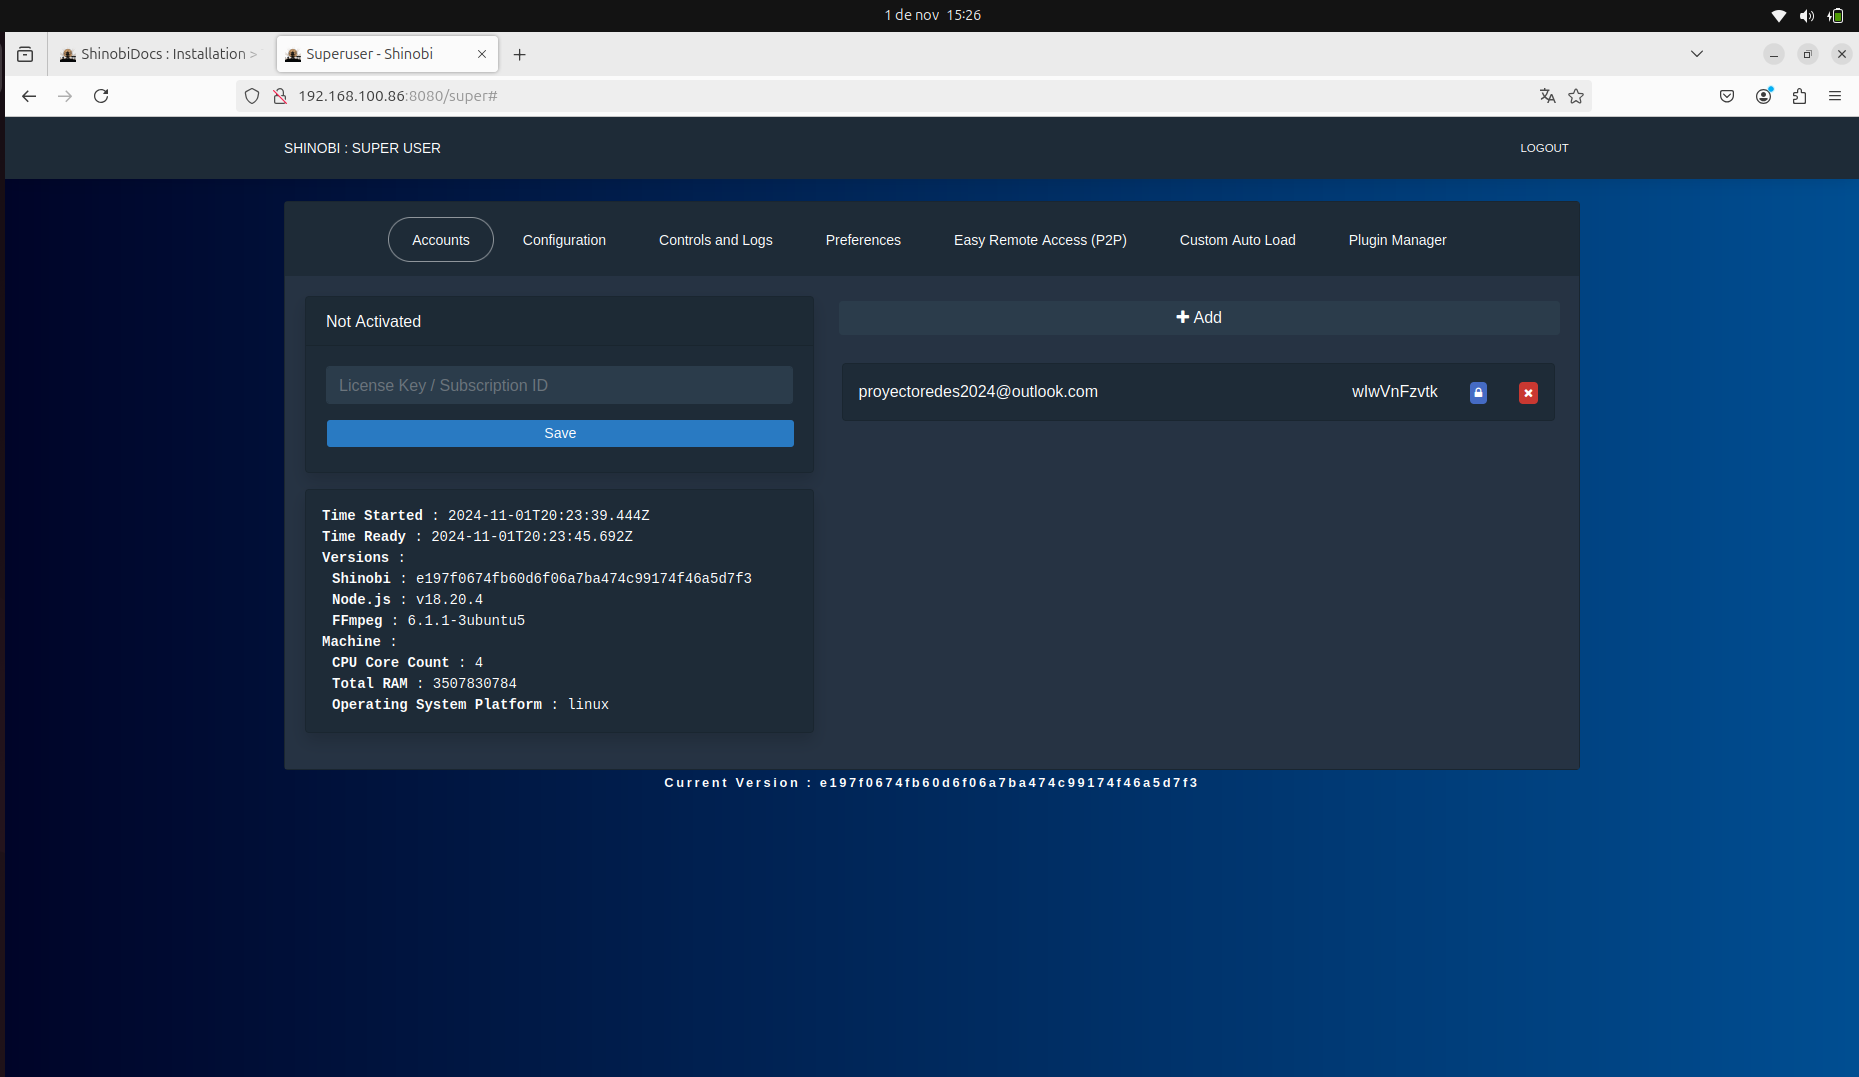 1 de nov 15:26
ShinobiDocs : Installation >
Superuser - Shinobi
192.168.100.86:8080/super#
SHINOBI : SUPER USER
LOGOUT
Accounts
Configuration
Controls and Logs
Preferences
Easy Remote Access (P2P)
Custom Auto Load
Plugin Manager
Not Activated
License Key / Subscription ID
Save
Add
proyectoredes2024@outlook.com
wlwVnFzvtk
Time Started : 2024-11-01T20:23:39.444Z
Time Ready : 2024-11-01T20:23:45.692Z
Versions :
Shinobi : e197f0674fb60d6f06a7ba474c99174f46a5d7f3
Node.js : v18.20.4
FFmpeg : 6.1.1-3ubuntu5
Machine :
CPU Core Count : 4
Total RAM : 3507830784
Operating System Platform : linux
Current Version : e197f0674fb60d6f06a7ba474c99174f46a5d7f3